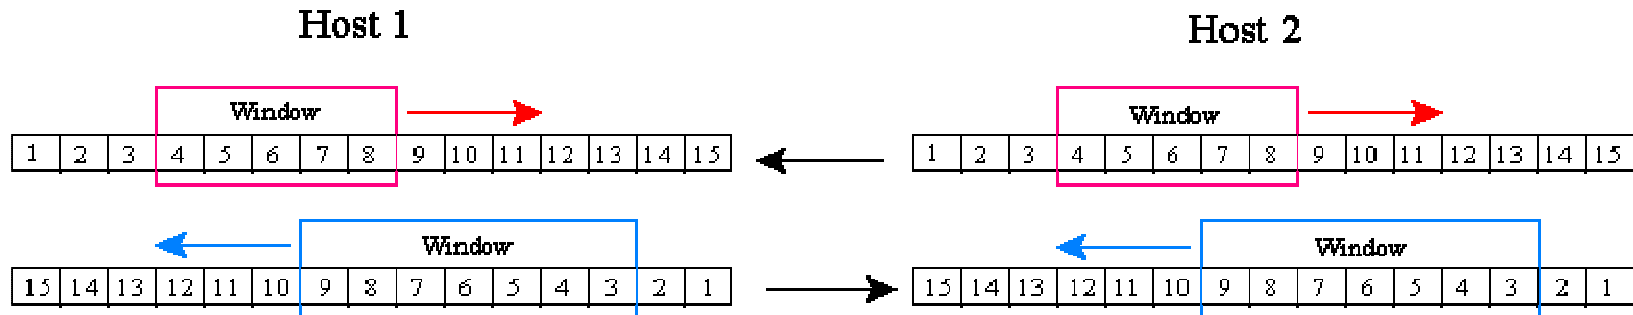 Host 1 Host 2
Window Window
1 2 3 4 5 6 7 8 9 10 11 12 13 14 15 1 2 3 4 5 6 7 8 9 10 11 12 13 14 15
Window Window
15 14 13 12 11 10 9 8 7 6 5 4 3 2 1 15 14 13 12 11 10 9 8 7 6 5 4 3 2 1